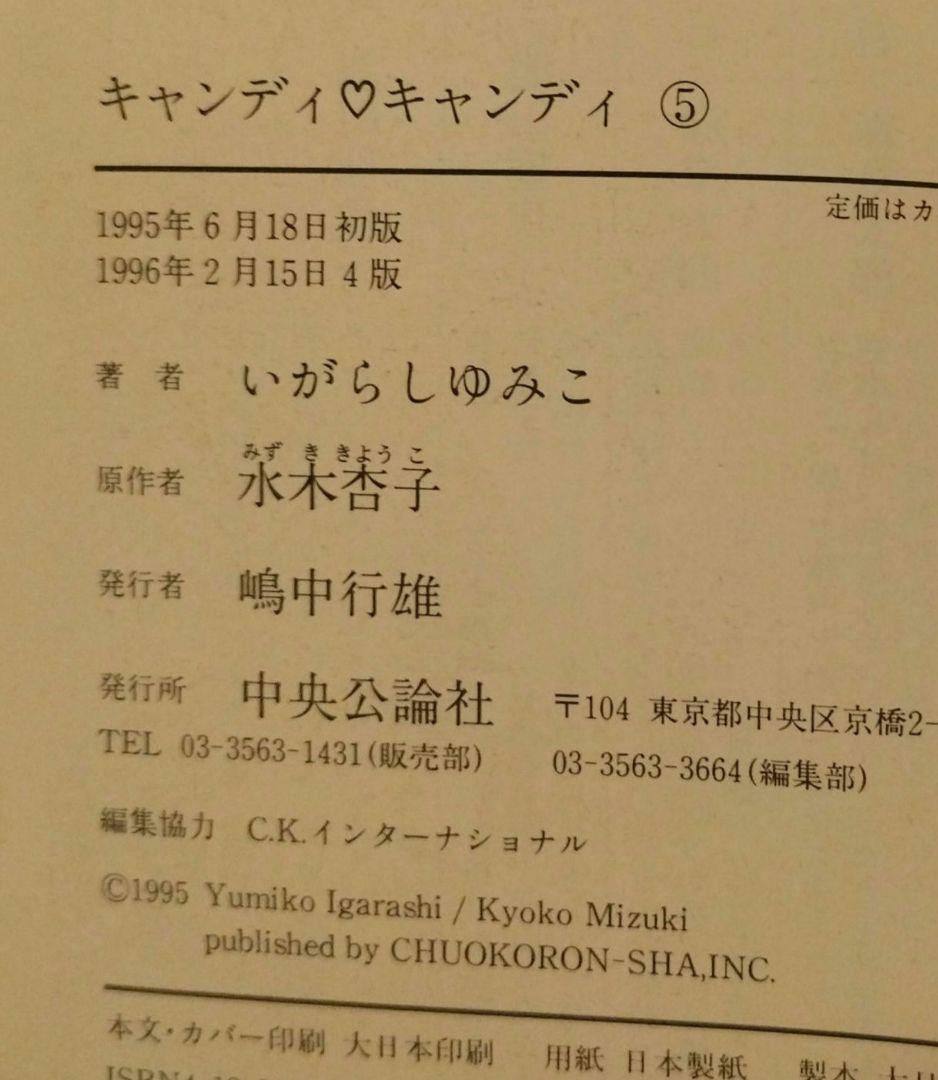 キャンディ♡キャンディ ⑤
定価はカ
1995年6月18日初版
1996年2月15日4版
著 者 いがらしゆみこ
みずききようこ
原作者 水木杏子
発行者 嶋中行雄
発行所 中央公論社 〒104 東京都中央区京橋2-
TEL 03-3563-1431(販売部) 03-3563-3664(編集部)
編集協力 C.K.インターナショナル
©1995 Yumiko Igarashi / Kyoko Mizuki
published by CHUOKORON-SHA,INC.
本文・カバー印刷 大日本印刷 用紙 日本製紙 製本